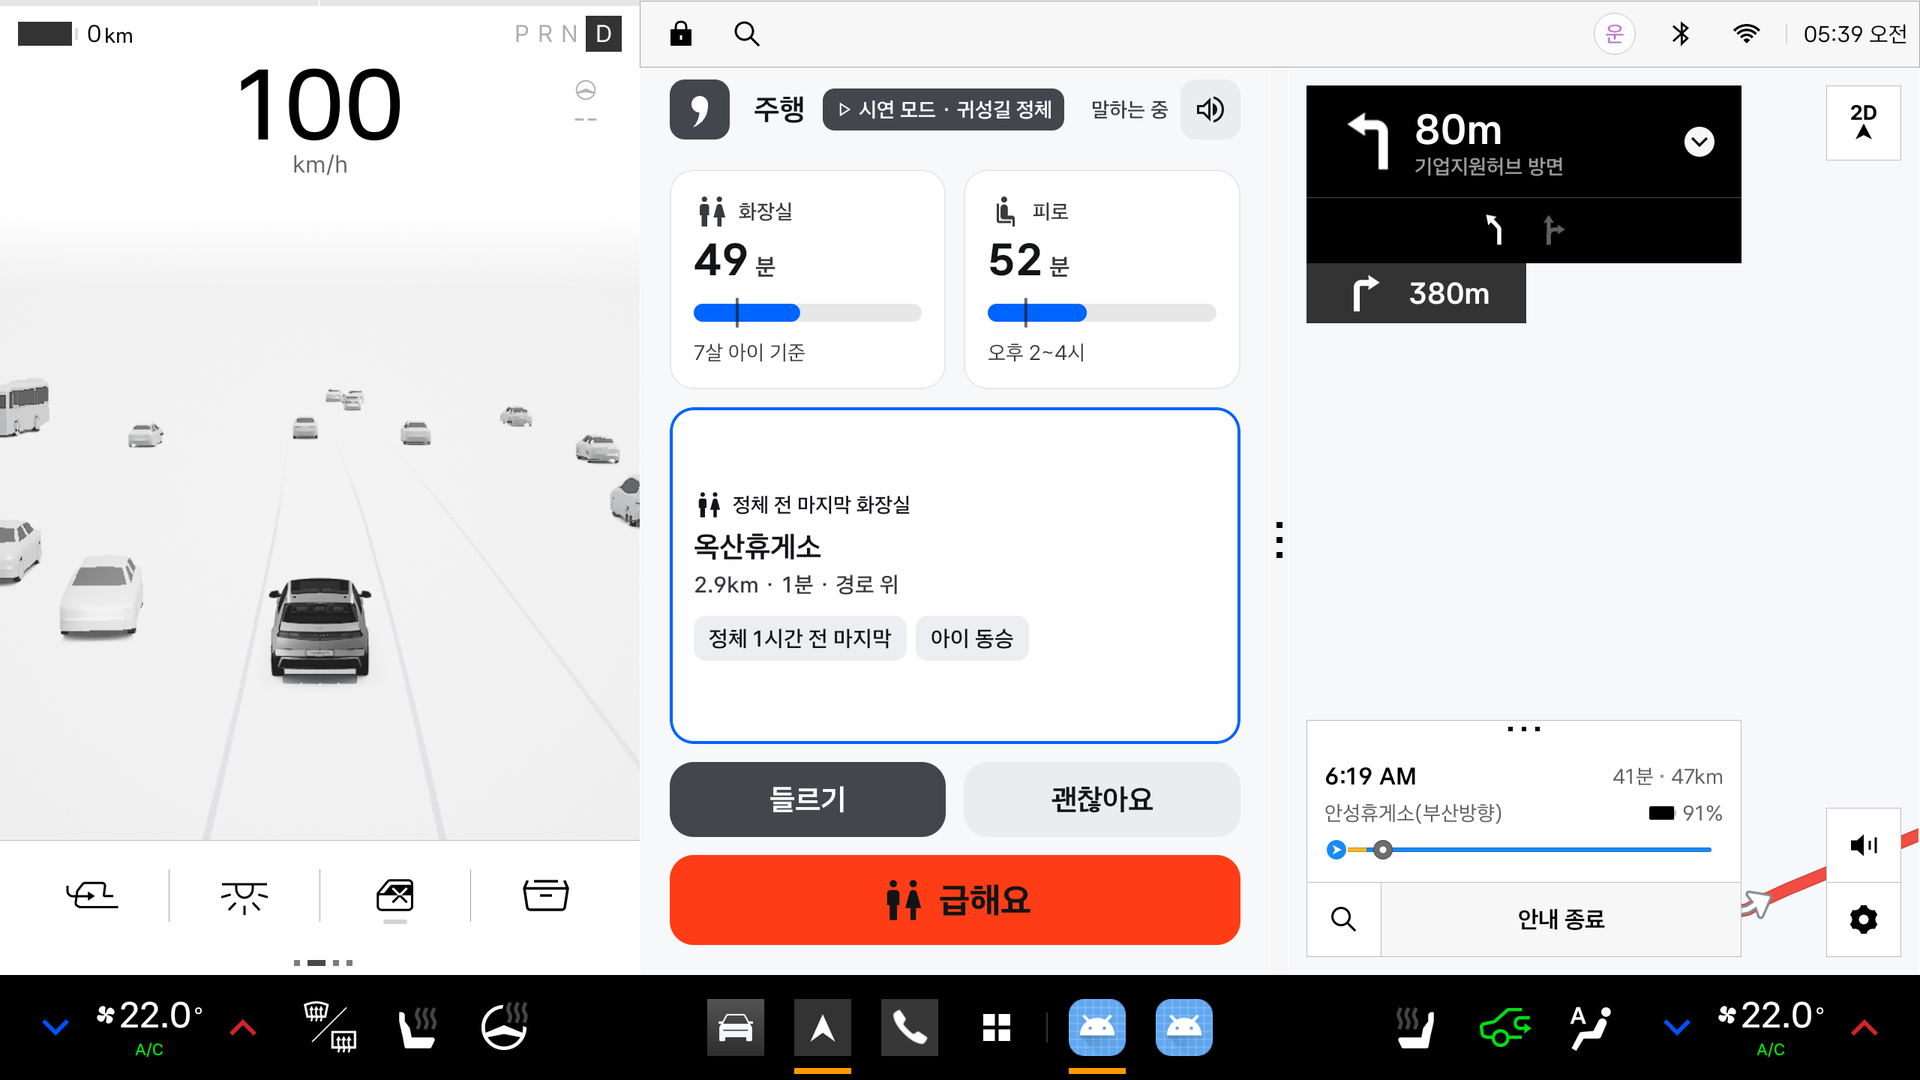 0 km
P R N D
100
km/h
--
05:39 오전
운
주행
시연 모드 · 귀성길 정체
말하는 중
화장실
49 분
7살 아이 기준
피로
52 분
오후 2~4시
정체 전 마지막 화장실
옥산휴게소
2.9km · 1분 · 경로 위
정체 1시간 전 마지막
아이 동승
들르기
괜찮아요
급해요
80m
기업지원허브 방면
380m
2D
6:19 AM
41분 · 47km
안성휴게소(부산방향)
91%
안내 종료
22.0°
A/C
A
22.0°
A/C